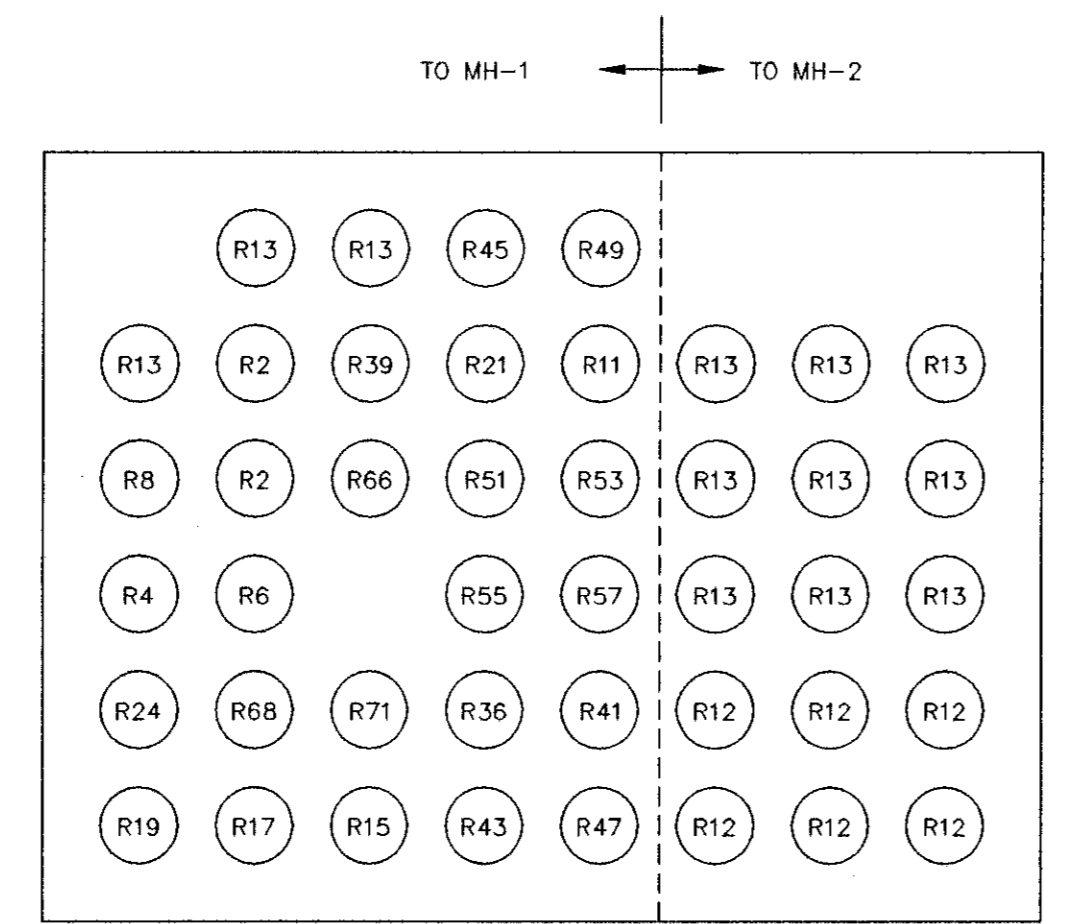 TO MH-1 TO MH-2
R13 R13 R45 R49
R13 R2 R39 R21 R11 R13 R13 R13
R8 R2 R66 R51 R53 R13 R13 R13
R4 R6 R55 R57 R13 R13 R13
R24 R68 R71 R36 R41 R12 R12 R12
R19 R17 R15 R43 R47 R12 R12 R12